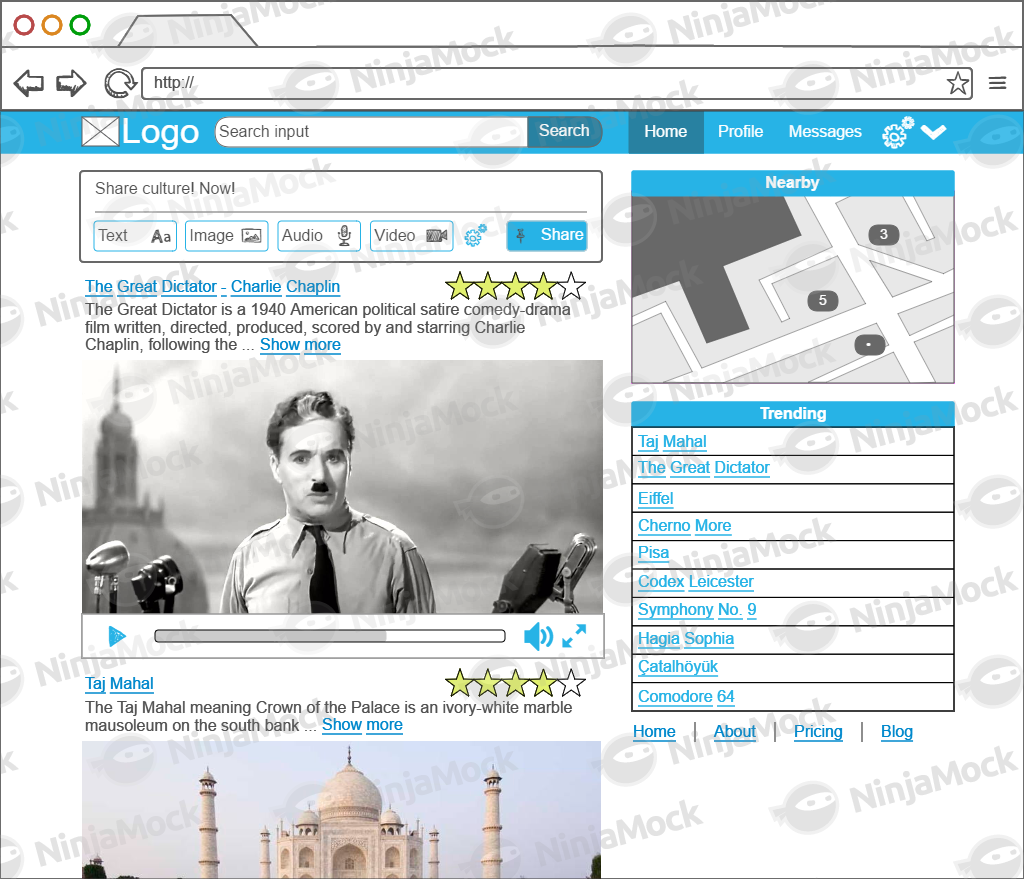 http://
Logo
Search input
Search
Home
Profile
Messages
Share culture! Now!
Text Aa
Image
Audio
Video
Share
The Great Dictator - Charlie Chaplin
The Great Dictator is a 1940 American political satire comedy-drama
film written, directed, produced, scored by and starring Charlie
Chaplin, following the ... Show more
Taj Mahal
The Taj Mahal meaning Crown of the Palace is an ivory-white marble
mausoleum on the south bank ... Show more
Nearby
3
5
Trending
Taj Mahal
The Great Dictator
Eiffel
Cherno More
Pisa
Codex Leicester
Symphony No. 9
Hagia Sophia
Çatalhöyük
Comodore 64
Home | About | Pricing | Blog
NinjaMock